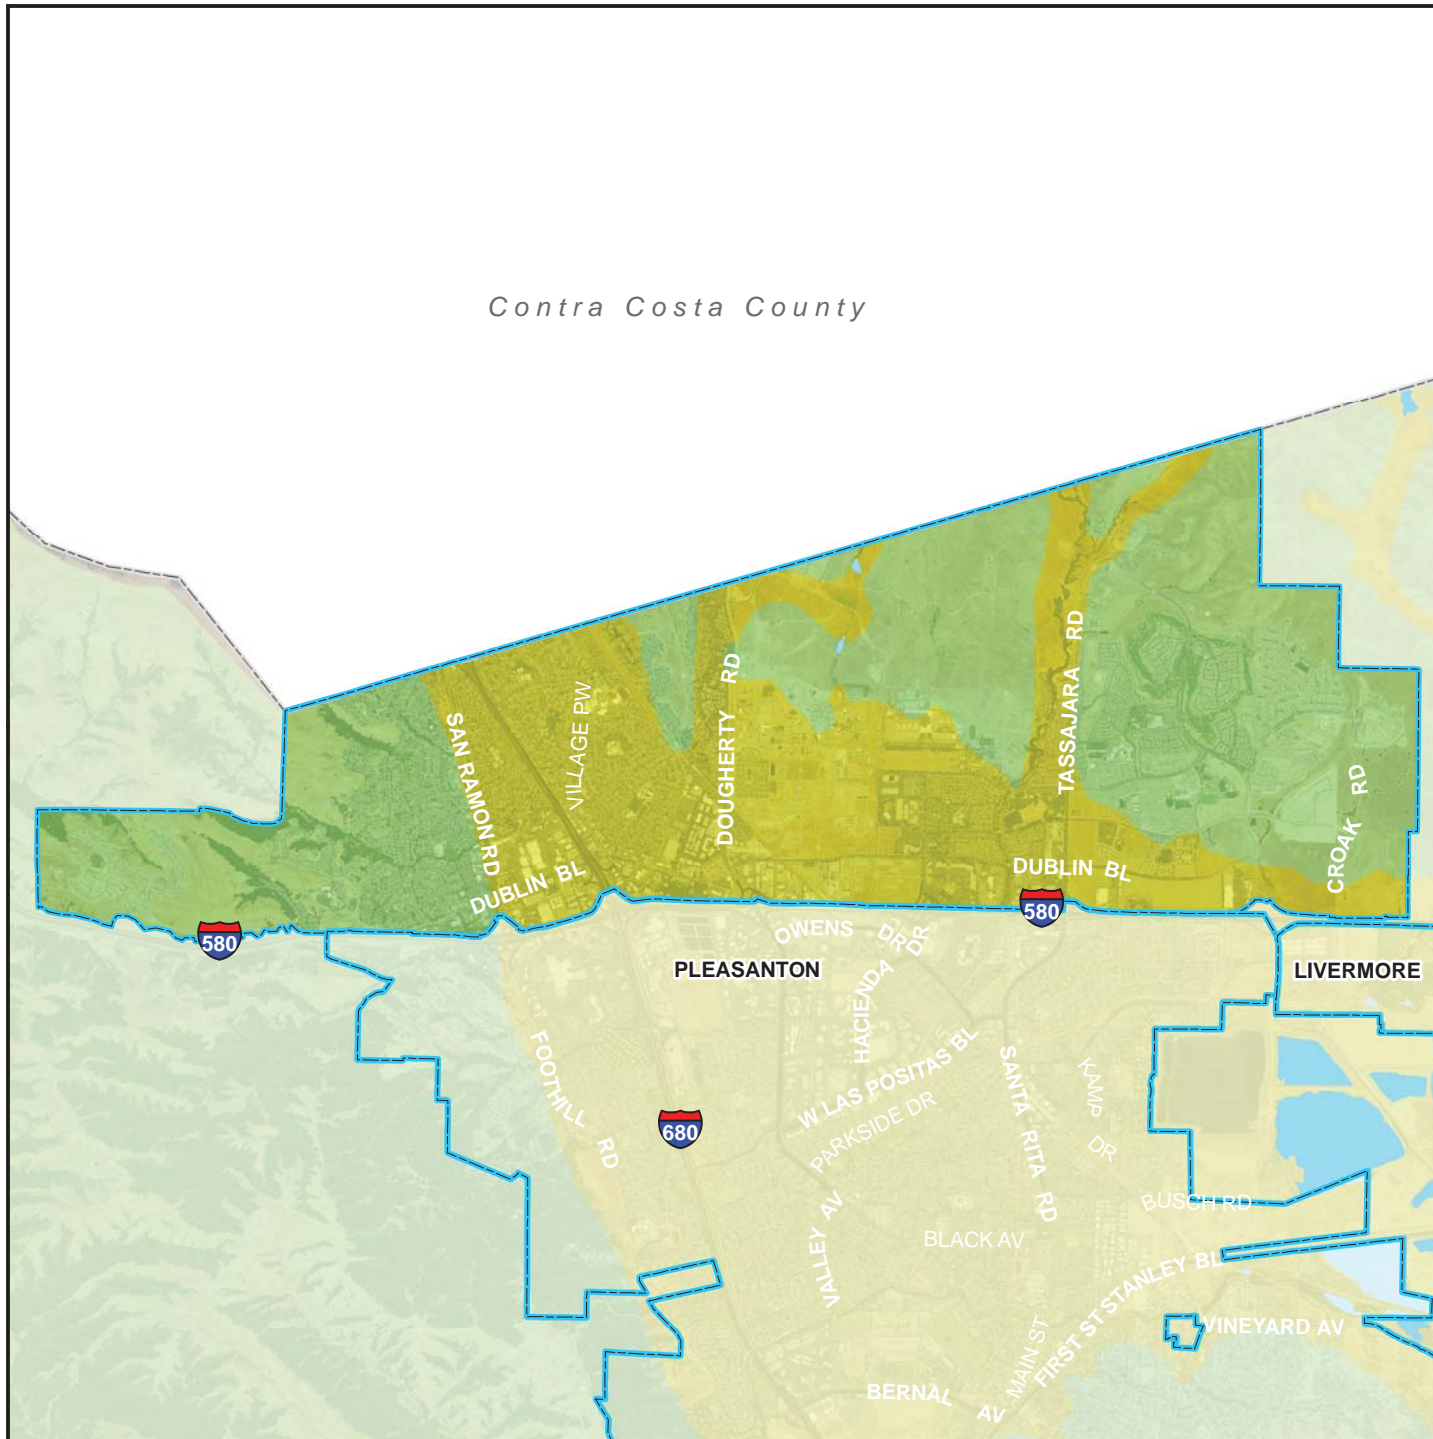 Contra Costa County
SAN RAMON RD
VILLAGE PW
DOUGHERTY RD
TASSAJARA RD
CROAK RD
DUBLIN BL
DUBLIN BL
580
580
OWENS DR
HACIENDA DR
PLEASANTON
LIVERMORE
FOOTHILL RD
680
W LAS POSITAS BL
PARKSIDE DR
SANTA RITA RD
KAMP DR
VALLEY AV
BLACK AV
BUSCH RD
STANLEY BL
FIRST ST
MAIN ST
VINEYARD AV
BERNAL AV